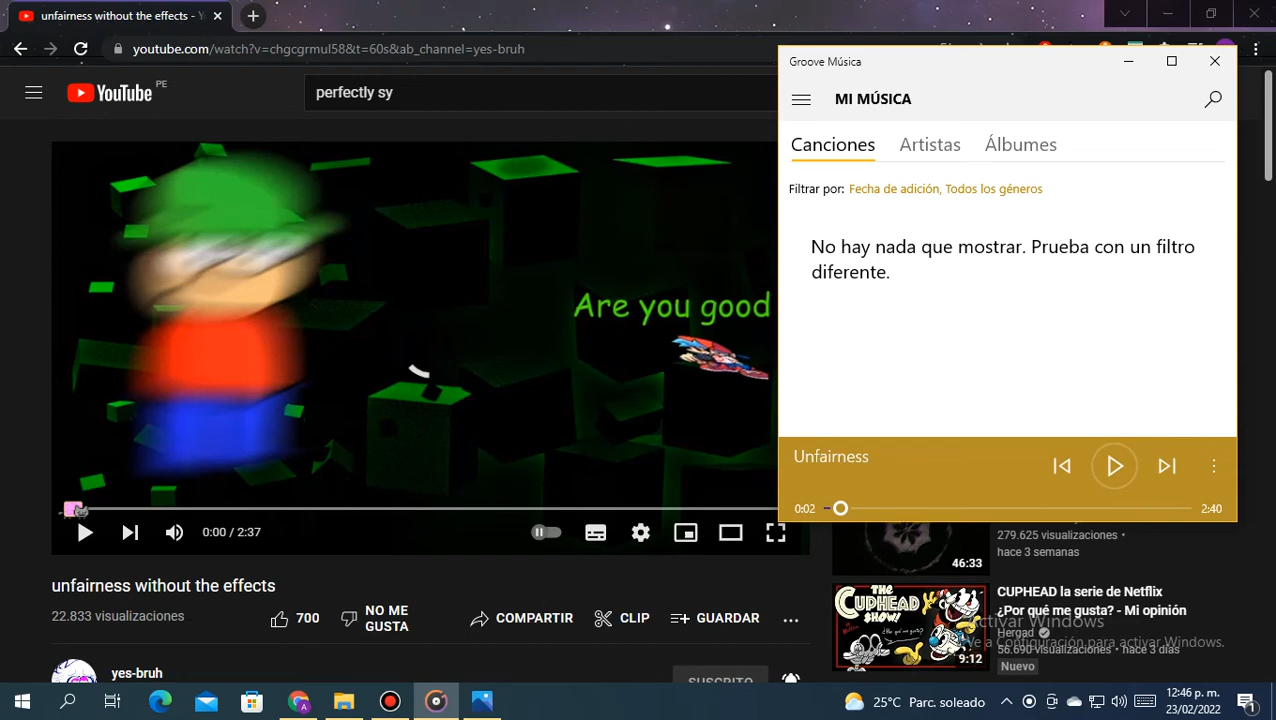 unfairness without the effects - Y
youtube.com/watch?v=chgcgrmul58&t=60s&ab_channel=yes-bruh
YouTube PE
perfectly sy
Groove Música
MI MÚSICA
Canciones Artistas Álbumes
Filtrar por: Fecha de adición, Todos los géneros
No hay nada que mostrar. Prueba con un filtro
diferente.
Are you good
Unfairness
0:02 2:40
0:00 / 2:37
unfairness without the effects
22.833 visualizaciones
700 NO ME
GUSTA
COMPARTIR CLIP GUARDAR ...
yes-bruh
SUSCRITO
279.625 visualizaciones •
hace 3 semanas
46:33
THE
CUPHEAD
SHOW!
9:12
CUPHEAD la serie de Netflix
¿Por qué me gusta? - Mi opinión
Hergad
56.690 visualizaciones • hace 3 días
Nuevo
Activar Windows
Ve a Configuración para activar Windows.
25°C Parc. soleado
12:46 p. m.
23/02/2022
1